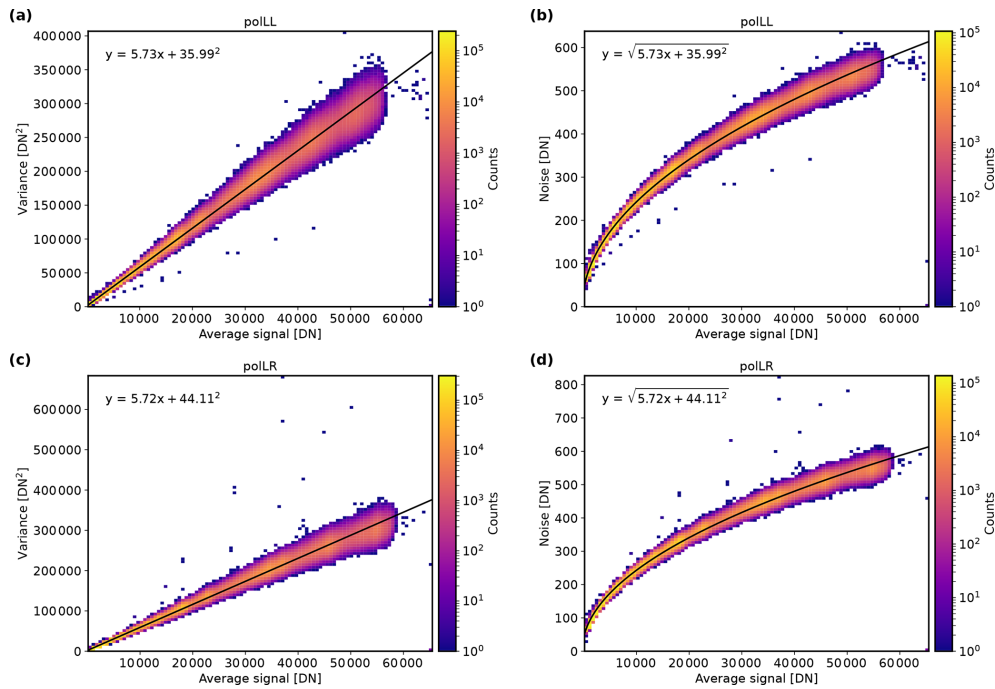 (a)
polLL
y = 5.73x + 35.99²
Variance [DN²]
400000
350000
300000
250000
200000
150000
100000
50000
0
10000 20000 30000 40000 50000 60000
Average signal [DN]
10⁵
10⁴
10³
10²
10¹
10⁰
Counts
(b)
polLL
y = √5.73x + 35.99²
Noise [DN]
600
500
400
300
200
100
0
10000 20000 30000 40000 50000 60000
Average signal [DN]
10⁵
10⁴
10³
10²
10¹
10⁰
Counts
(c)
polLR
y = 5.72x + 44.11²
Variance [DN²]
600000
500000
400000
300000
200000
100000
0
10000 20000 30000 40000 50000 60000
Average signal [DN]
10⁵
10⁴
10³
10²
10¹
10⁰
Counts
(d)
polLR
y = √5.72x + 44.11²
Noise [DN]
800
700
600
500
400
300
200
100
0
10000 20000 30000 40000 50000 60000
Average signal [DN]
10⁵
10⁴
10³
10²
10¹
10⁰
Counts